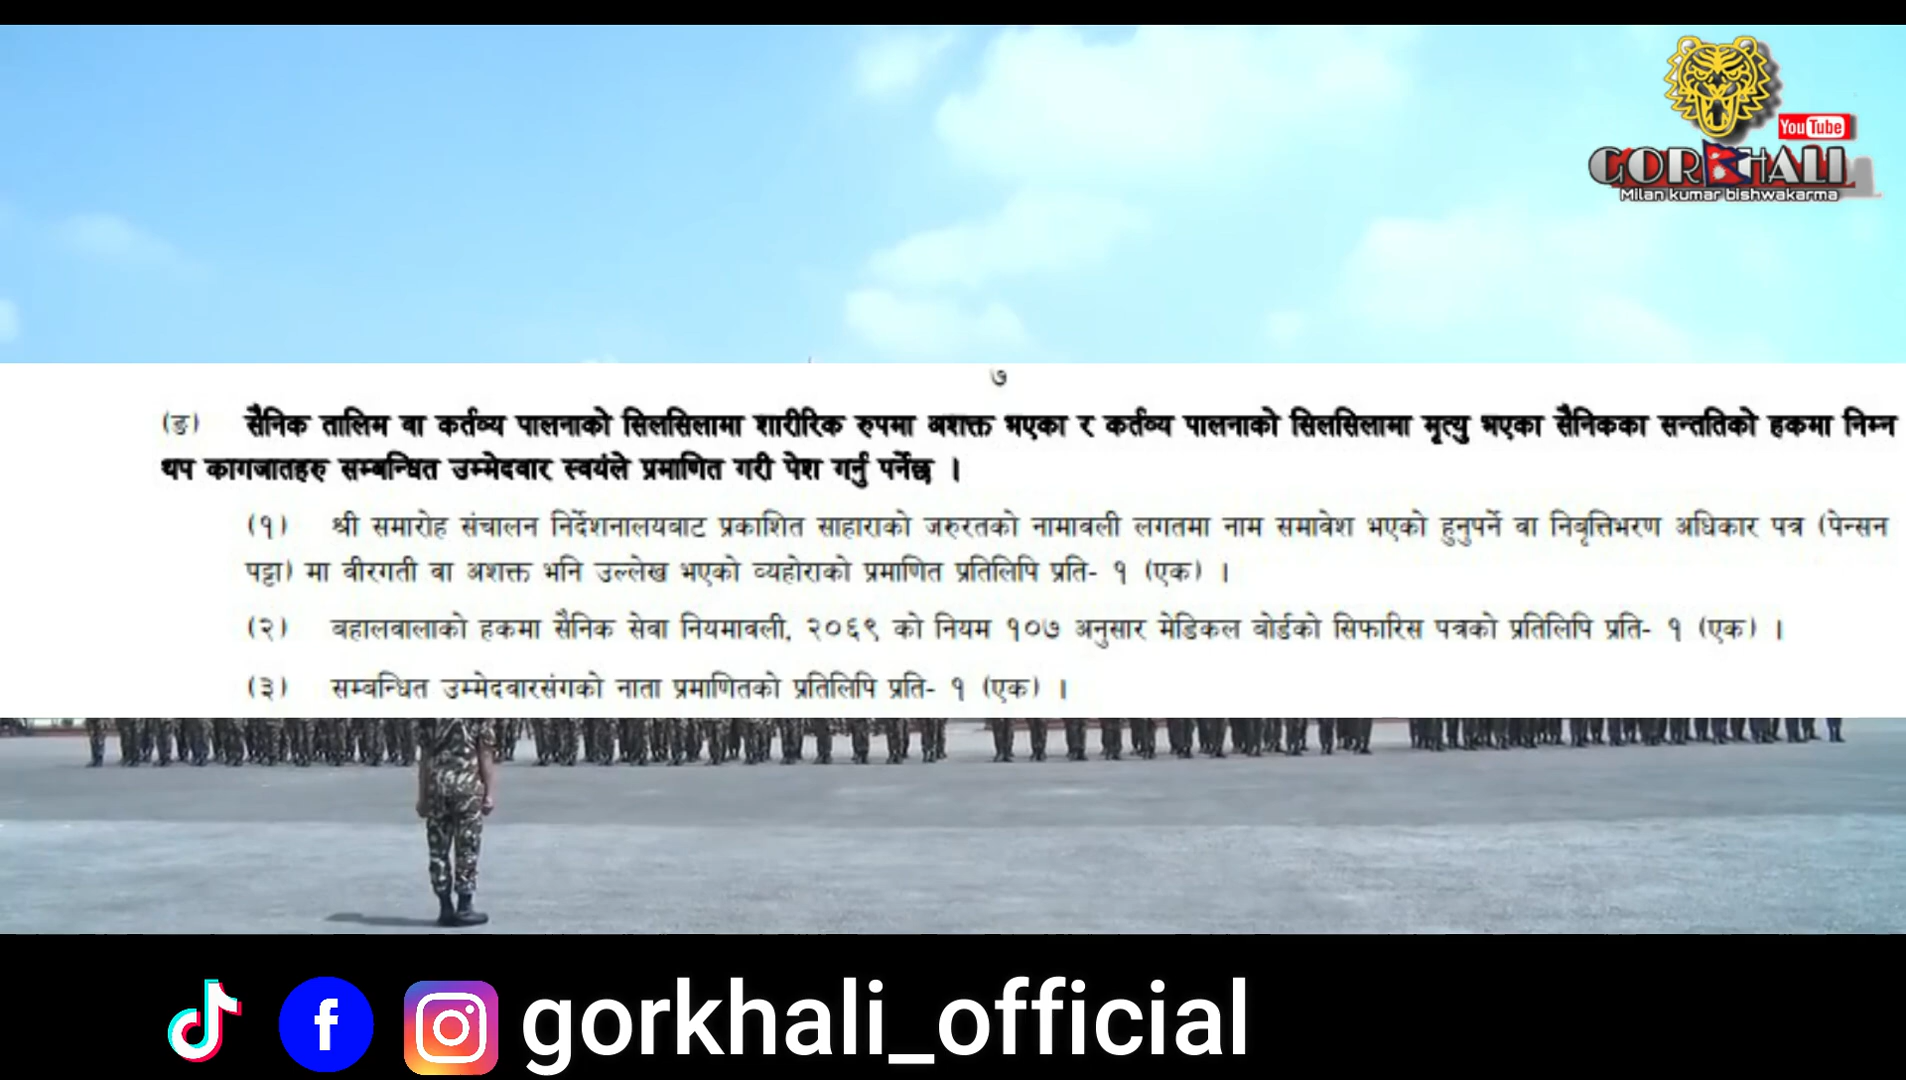 YouTube
GORKHALI
Milan kumar bishwakarma
७
(ङ) सैनिक तालिम वा कर्तव्य पालनाको सिलसिलामा शारीरिक रुपमा अशक्त भएका र कर्तव्य पालनाको सिलसिलामा मृत्यु भएका सैनिकका सन्ततिको हकमा निम्न
थप कागजातहरु सम्बन्धित उम्मेदवार स्वयंले प्रमाणित गरी पेश गर्नु पर्नेछ ।
(१) श्री समारोह संचालन निर्देशनालयबाट प्रकाशित साहाराको जरुरतको नामावली लगतमा नाम समावेश भएको हुनुपर्ने वा निबृत्तिभरण अधिकार पत्र (पेन्सन
पट्टा) मा वीरगती वा अशक्त भनि उल्लेख भएको व्यहोराको प्रमाणित प्रतिलिपि प्रति- १ (एक) ।
(२) बहालवालाको हकमा सैनिक सेवा नियमावली, २०६९ को नियम १०७ अनुसार मेडिकल बोर्डको सिफारिस पत्रको प्रतिलिपि प्रति- १ (एक) ।
(३) सम्बन्धित उम्मेदवारसंगको नाता प्रमाणितको प्रतिलिपि प्रति- १ (एक) ।
gorkhali_official